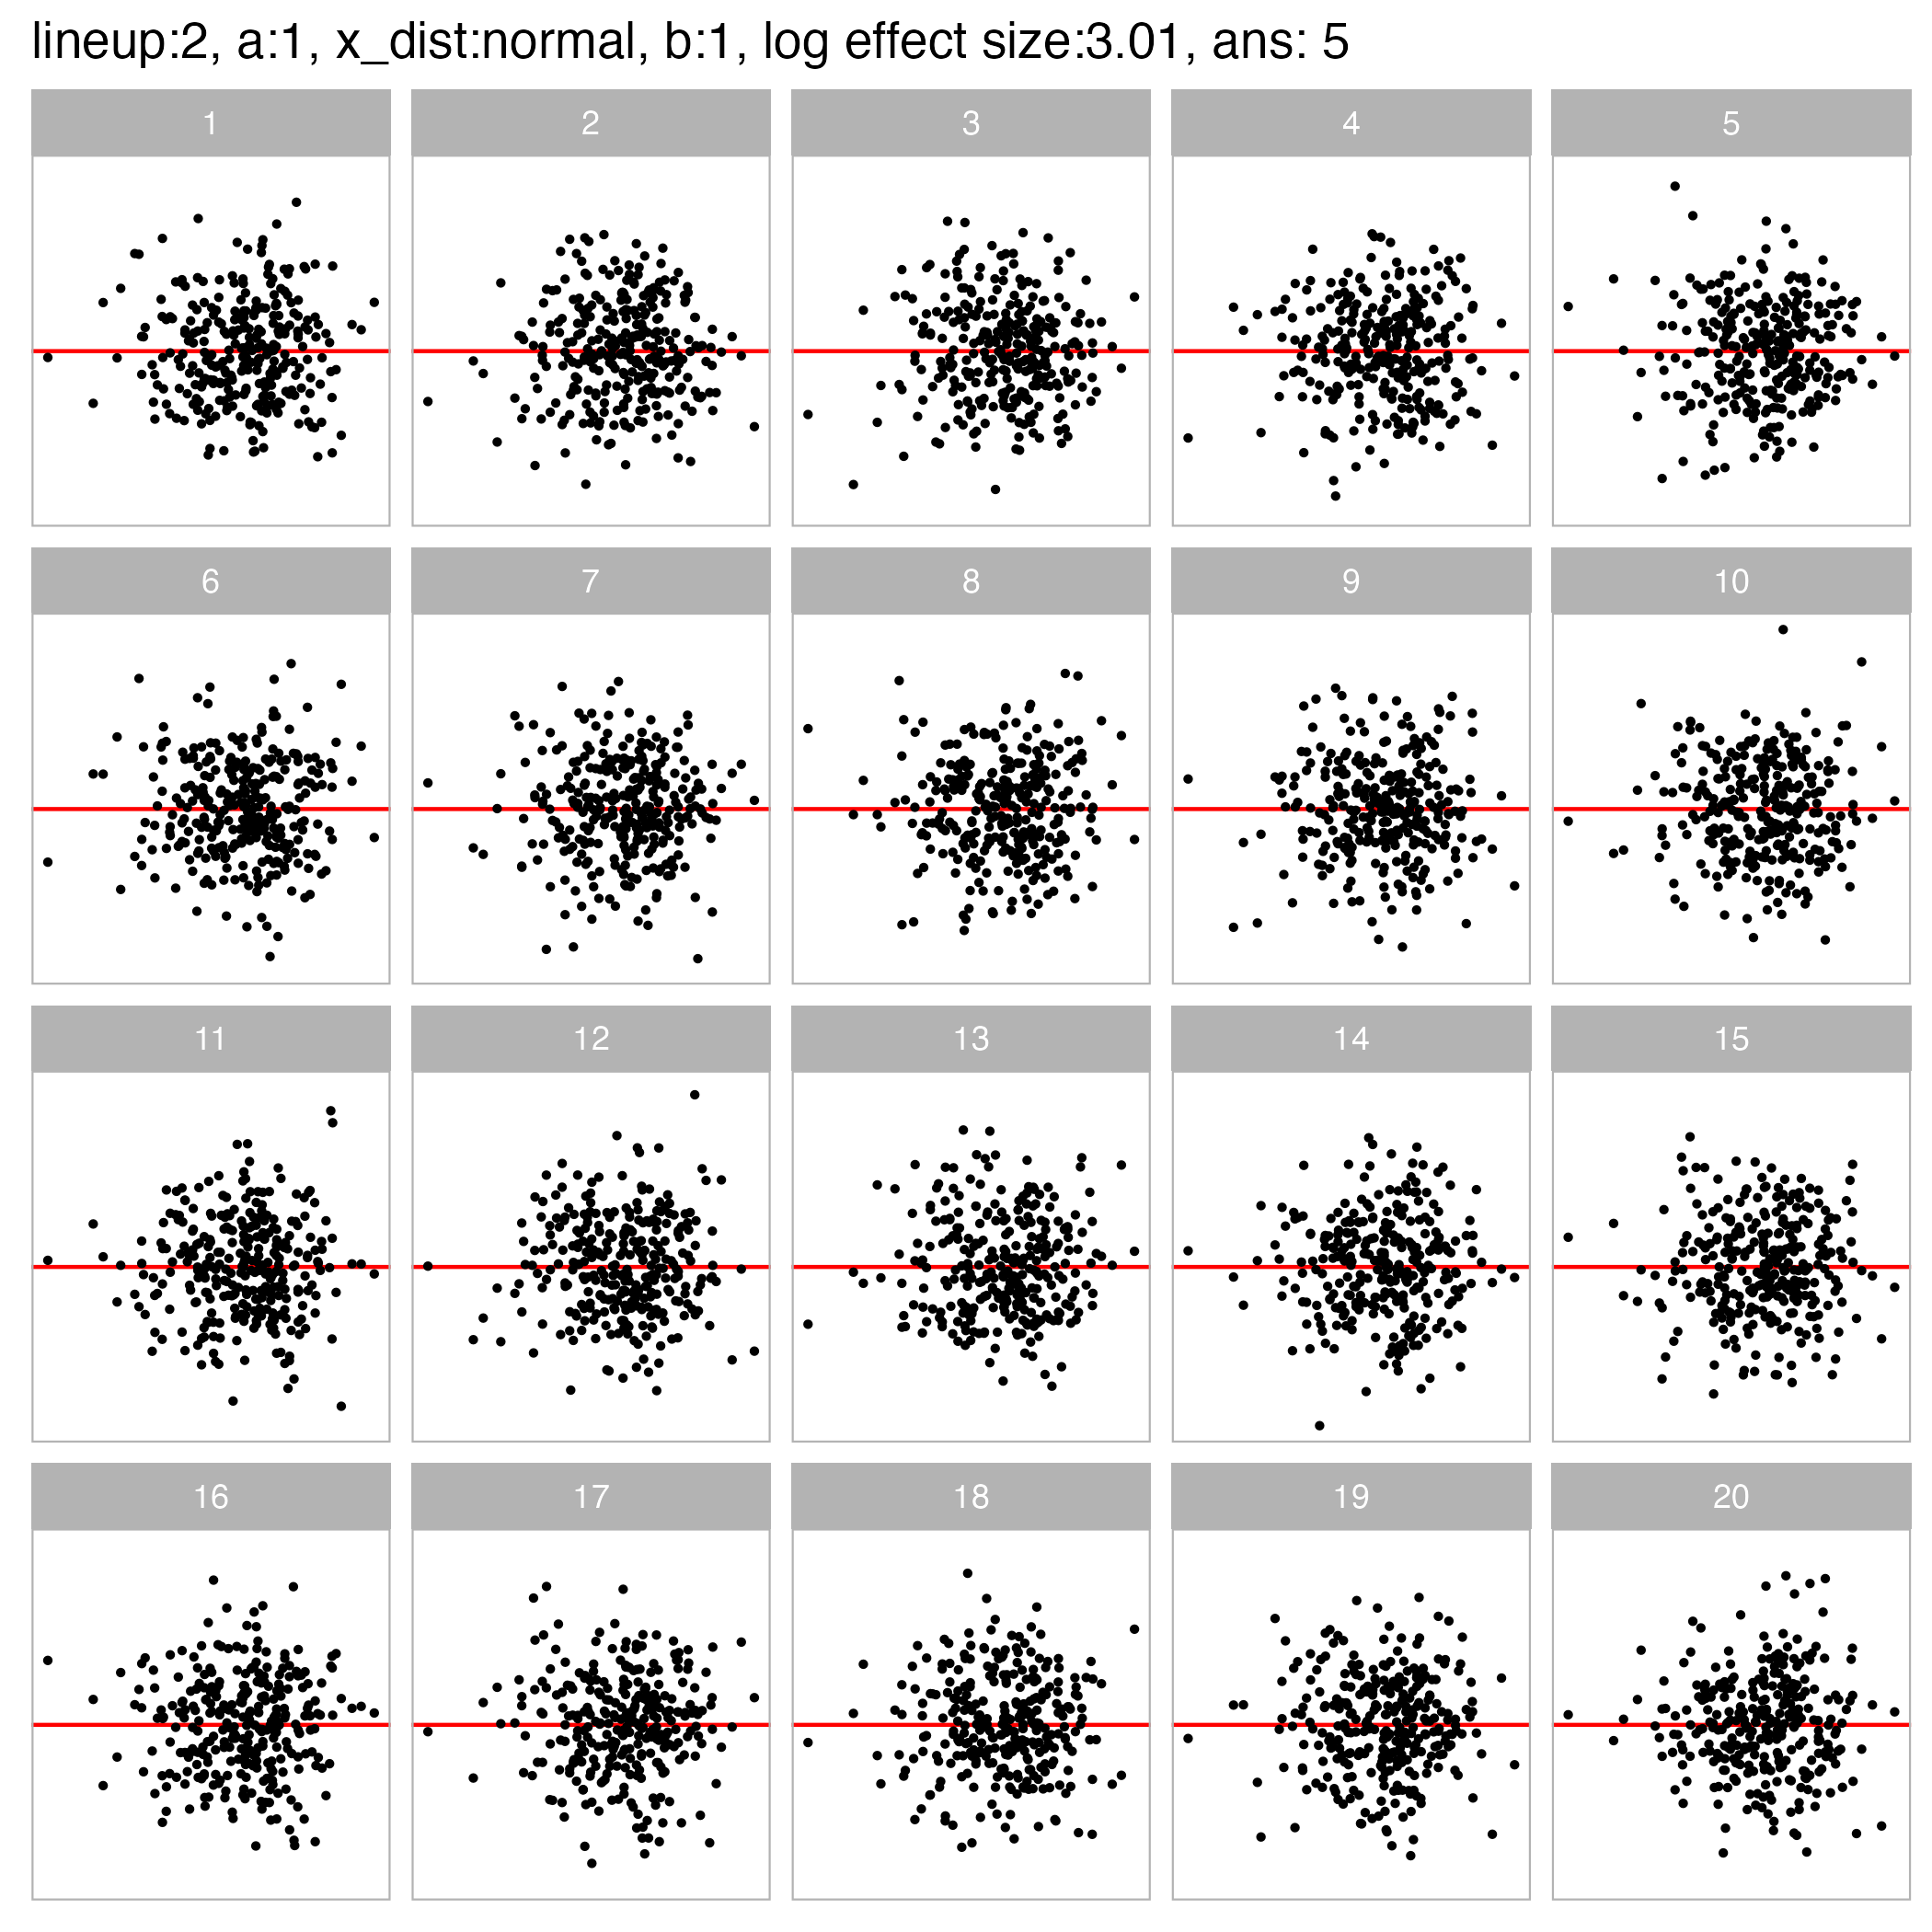 lineup:2, a:1, x_dist:normal, b:1, log effect size:3.01, ans: 5
1 2 3 4 5
6 7 8 9 10
11 12 13 14 15
16 17 18 19 20